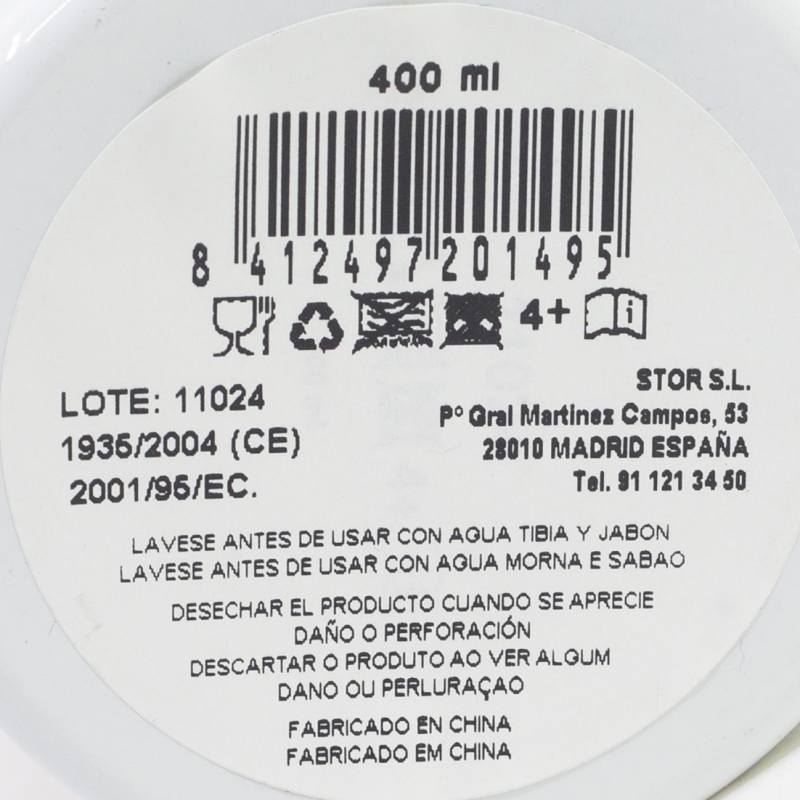 400 ml
8 412497 201495
4+ i
LOTE: 11024
1935/2004 (CE)
2001/95/EC.
STOR S.L.
Pº Gral Martinez Campos, 53
28010 MADRID ESPAÑA
Tel. 91 121 34 50
LAVESE ANTES DE USAR CON AGUA TIBIA Y JABON
LAVESE ANTES DE USAR CON AGUA MORNA E SABAO
DESECHAR EL PRODUCTO CUANDO SE APRECIE
DAÑO O PERFORACIÓN
DESCARTAR O PRODUTO AO VER ALGUM
DANO OU PERLURAÇAO
FABRICADO EN CHINA
FABRICADO EM CHINA